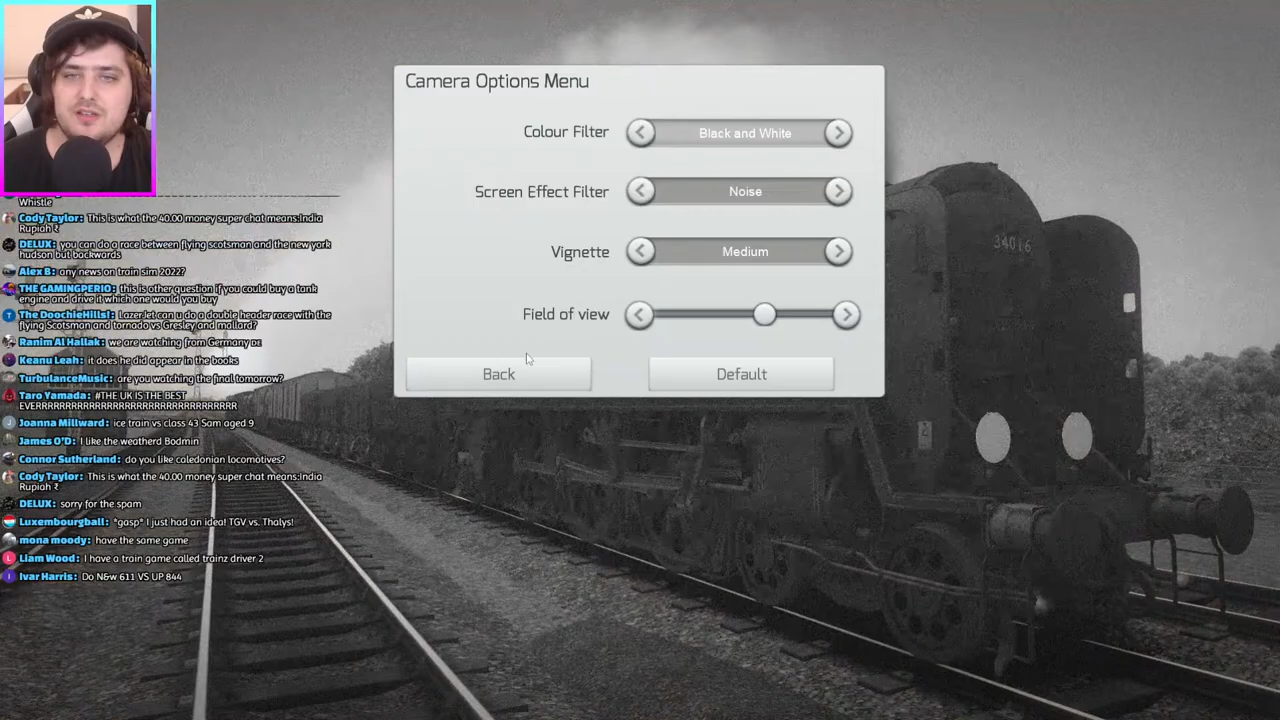 Camera Options Menu
Colour Filter
Black and White
Screen Effect Filter
Noise
Vignette
Medium
Field of view
Back
Default
34016
Whistle
Cody Taylor: This is what the 40.00 money super chat means:India
Rupiah ₹
DELUX: you can do a race between flying scotsman and the new york
hudson but backwards
Alex B: any news on train sim 2022?
THE GAMINGPERIO: this is other question if you could buy a tank
engine and drive it which one would you buy
The DoochieHills!: Lazerjet can u do a double header race with the
flying Scotsman and tornado vs Gresley and mallard?
Ranim Al Hallak: we are watching from Germany DE
Keanu Leah: it does he did appear in the books
TurbulanceMusic: are you watching the final tomorrow?
Taro Yamada: #THE UK IS THE BEST
EVERRRRRRRRRRRRRRRRRRRRRRRRRRRRRRRR
Joanna Millward: ice train vs class 43 Sam aged 9
James O'D: I like the weatherd Bodmin
Connor Sutherland: do you like caledonian locomotives?
Cody Taylor: This is what the 40.00 money super chat means:India
Rupiah ₹
DELUX: sorry for the spam
Luxembourgball: *gasp* I just had an idea! TGV vs. Thalys!
mona moody: have the same game
Liam Wood: I have a train game called trainz driver 2
Ivar Harris: Do N&w 611 VS UP 844